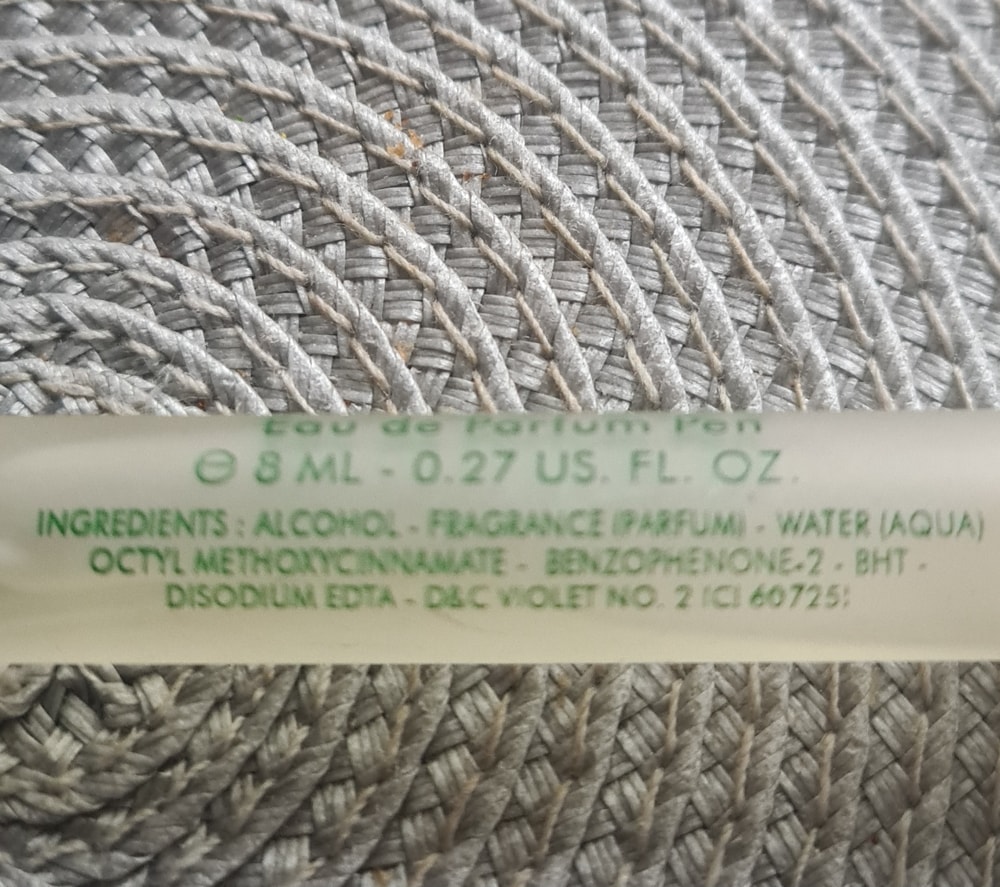 Eau de Parfum Pen
℮ 8 ML - 0.27 US. FL. OZ.
INGREDIENTS : ALCOHOL - FRAGRANCE (PARFUM) - WATER (AQUA)
OCTYL METHOXYCINNAMATE - BENZOPHENONE-2 - BHT -
DISODIUM EDTA - D&C VIOLET NO. 2 (CI 60725)